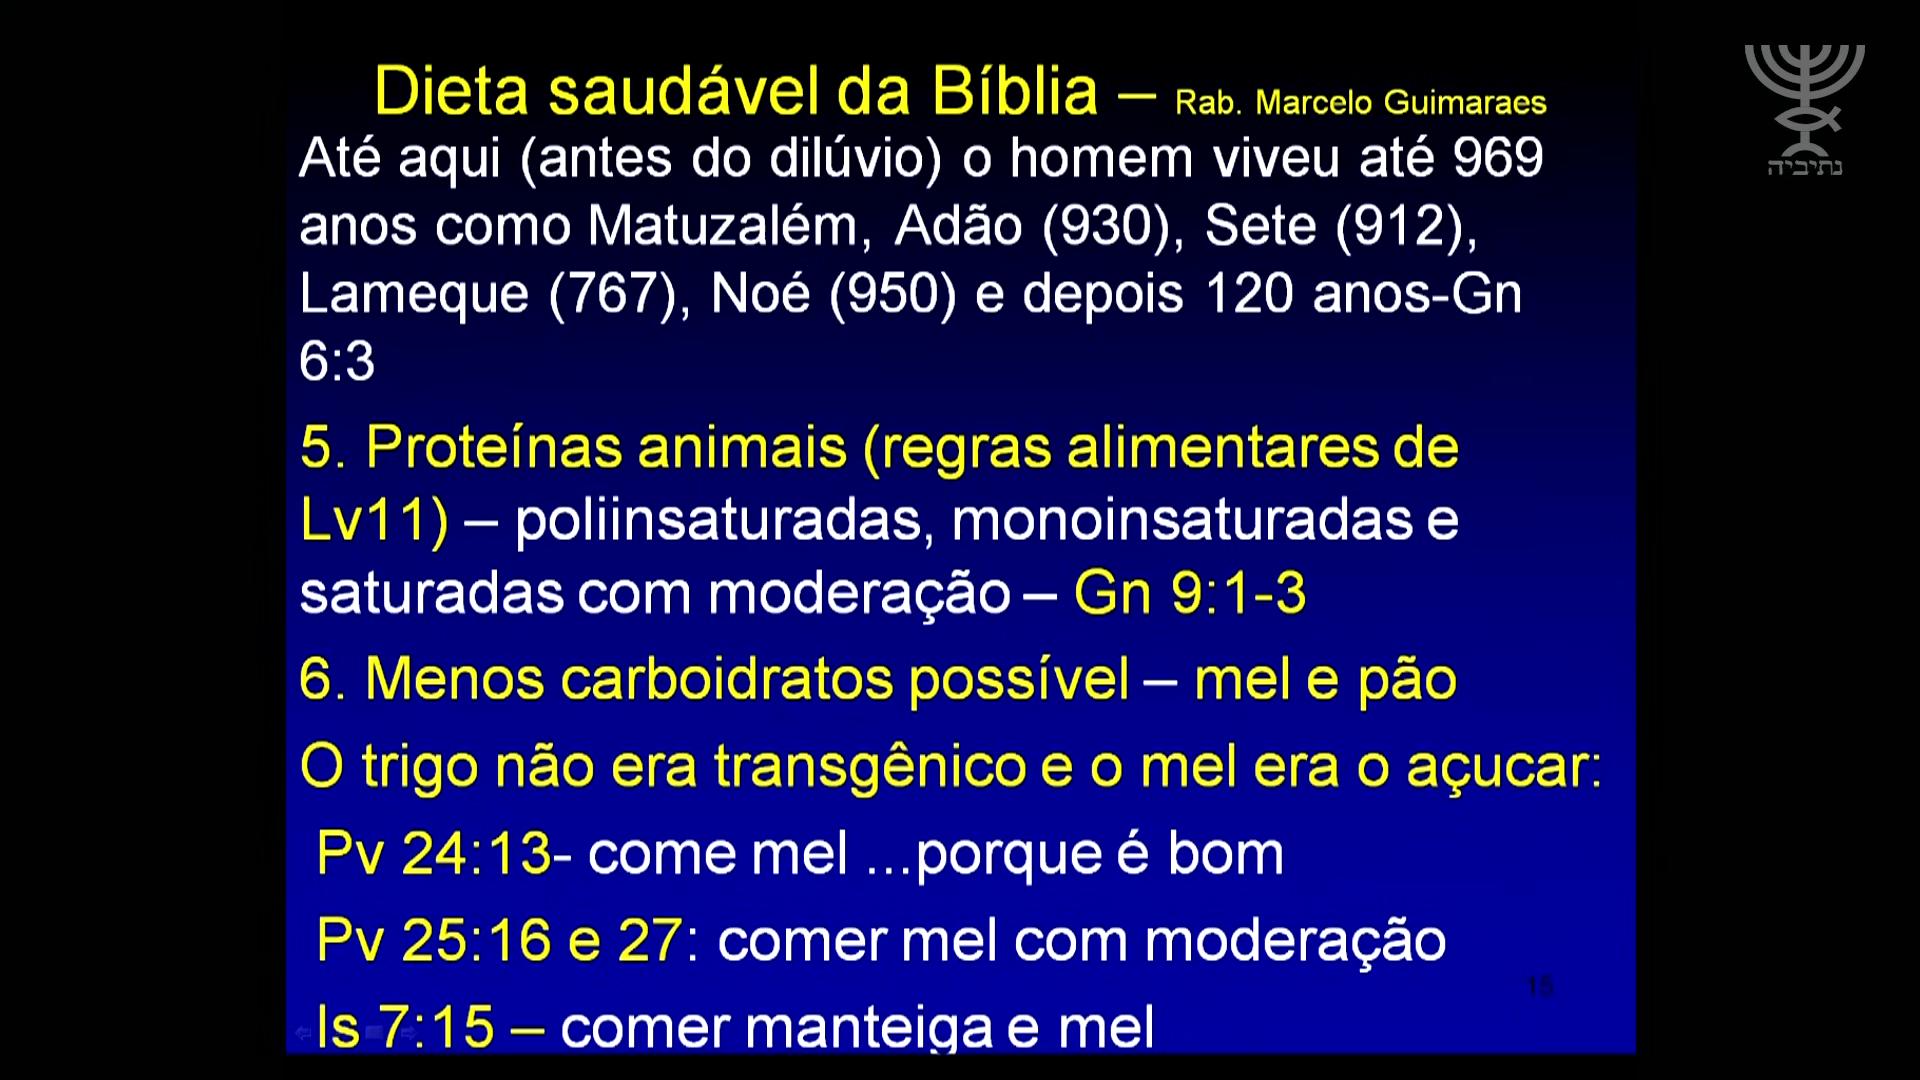 Dieta saudável da Bíblia – Rab. Marcelo Guimaraes
Até aqui (antes do dilúvio) o homem viveu até 969
anos como Matuzalém, Adão (930), Sete (912),
Lameque (767), Noé (950) e depois 120 anos-Gn
6:3
5. Proteínas animais (regras alimentares de
Lv11) – poliinsaturadas, monoinsaturadas e
saturadas com moderação – Gn 9:1-3
6. Menos carboidratos possível – mel e pão
O trigo não era transgênico e o mel era o açucar:
Pv 24:13- come mel ...porque é bom
Pv 25:16 e 27: comer mel com moderação
15
Is 7:15 – comer manteiga e mel
נתיביה